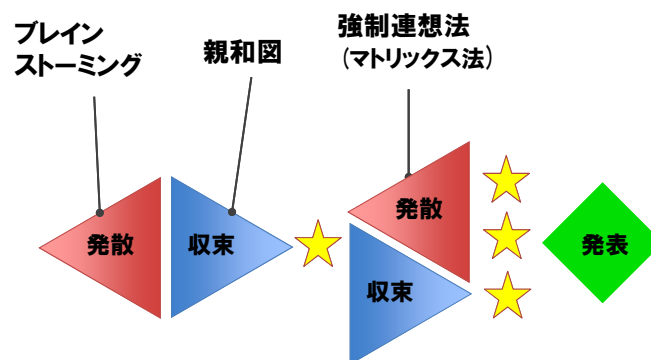 ブレイン
ストーミング
親和図
強制連想法
(マトリックス法)
発散
収束
発散
収束
発表